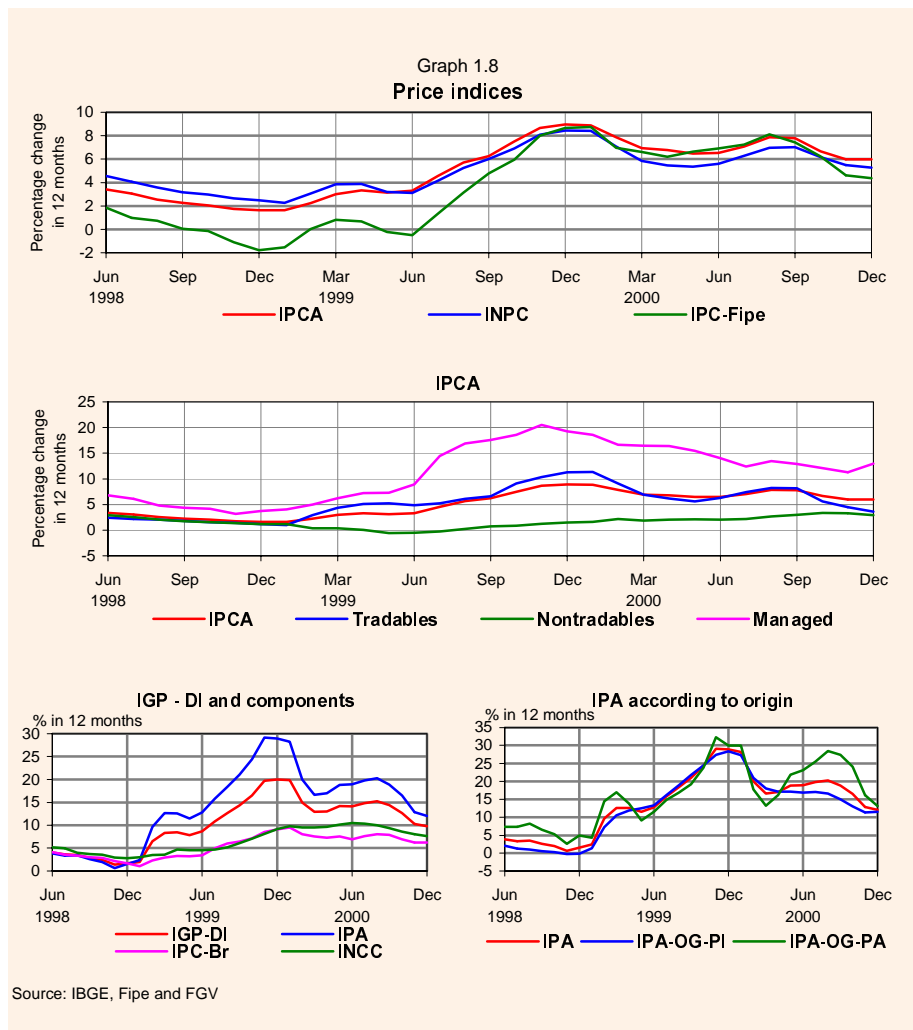 Graph 1.8
Price indices
Percentage change
in 12 months
10
8
6
4
2
0
-2
Jun Sep Dec Mar Jun Sep Dec Mar Jun Sep Dec
1998 1999 2000
IPCA INPC IPC-Fipe
IPCA
Percentage change
in 12 months
25
20
15
10
5
0
-5
Jun Sep Dec Mar Jun Sep Dec Mar Jun Sep Dec
1998 1999 2000
IPCA Tradables Nontradables Managed
IGP - DI and components
% in 12 months
30
25
20
15
10
5
0
Jun Dec Jun Dec Jun Dec
1998 1999 2000
IGP-DI IPA
IPC-Br INCC
IPA according to origin
% in 12 months
35
30
25
20
15
10
5
0
-5
Jun Dec Jun Dec Jun Dec
1998 1999 2000
IPA IPA-OG-PI IPA-OG-PA
Source: IBGE, Fipe and FGV